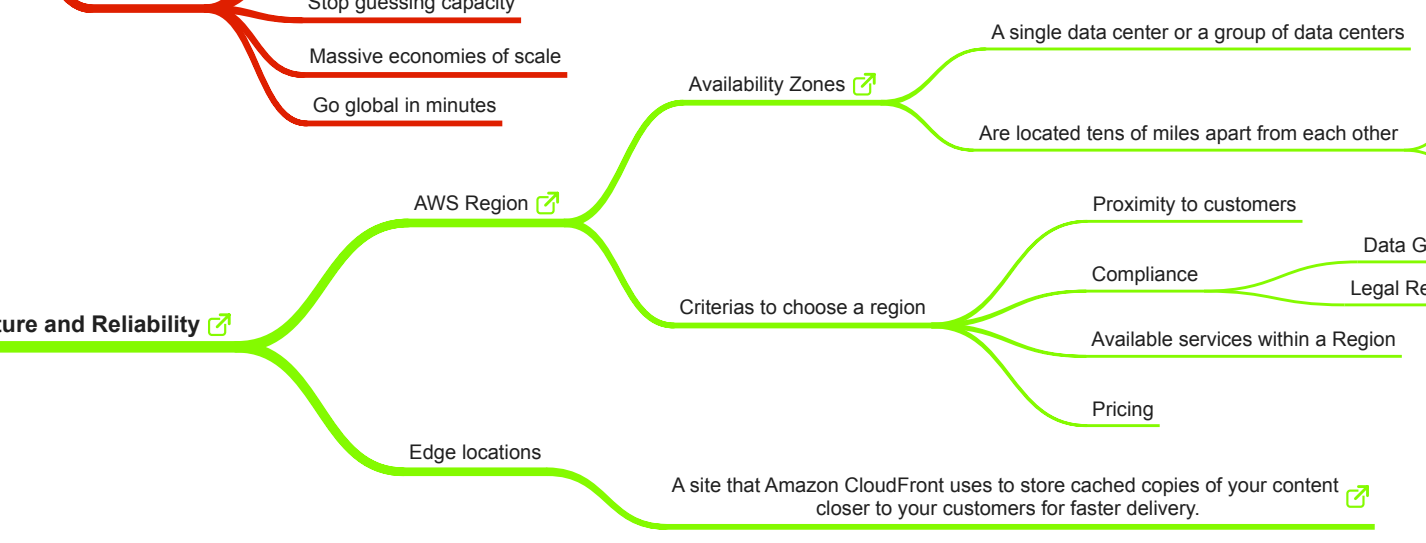 Stop guessing capacity
Massive economies of scale
Go global in minutes
ture and Reliability
AWS Region
Availability Zones
A single data center or a group of data centers
Are located tens of miles apart from each other
Criterias to choose a region
Proximity to customers
Compliance
Data G
Legal Re
Available services within a Region
Pricing
Edge locations
A site that Amazon CloudFront uses to store cached copies of your content
closer to your customers for faster delivery.